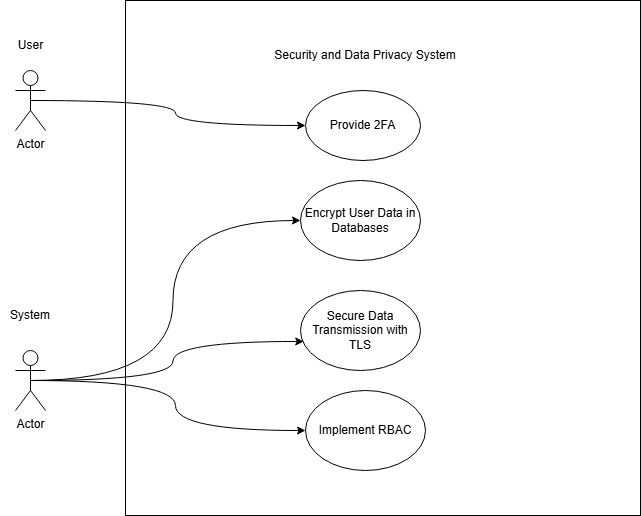 User
Security and Data Privacy System
Provide 2FA
Actor
Encrypt User Data in
Databases
System
Secure Data
Transmission with
TLS
Actor
Implement RBAC